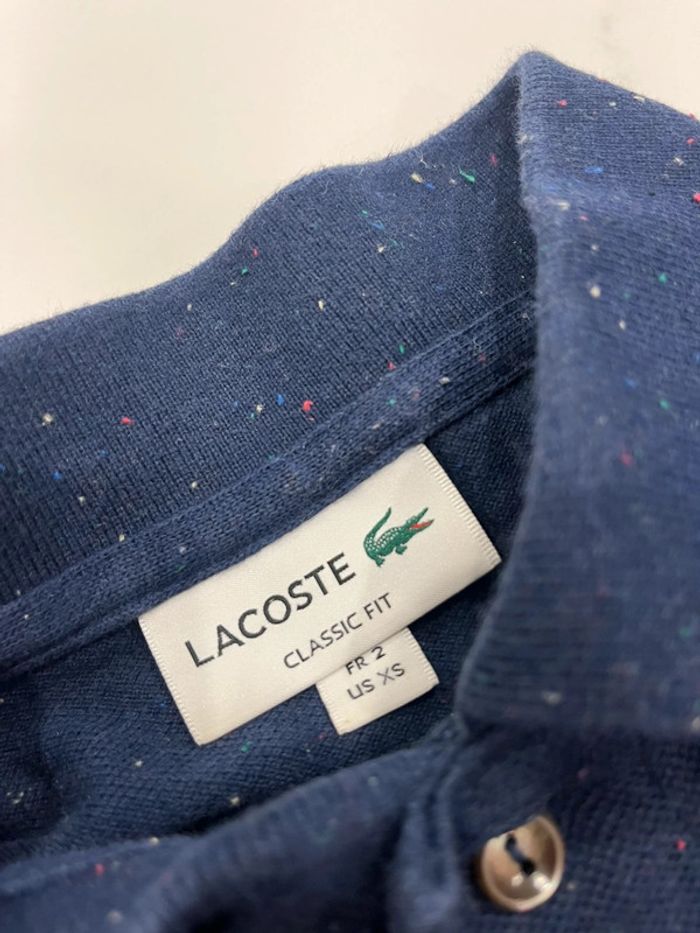 LACOSTE
CLASSIC FIT
FR 2
US XS